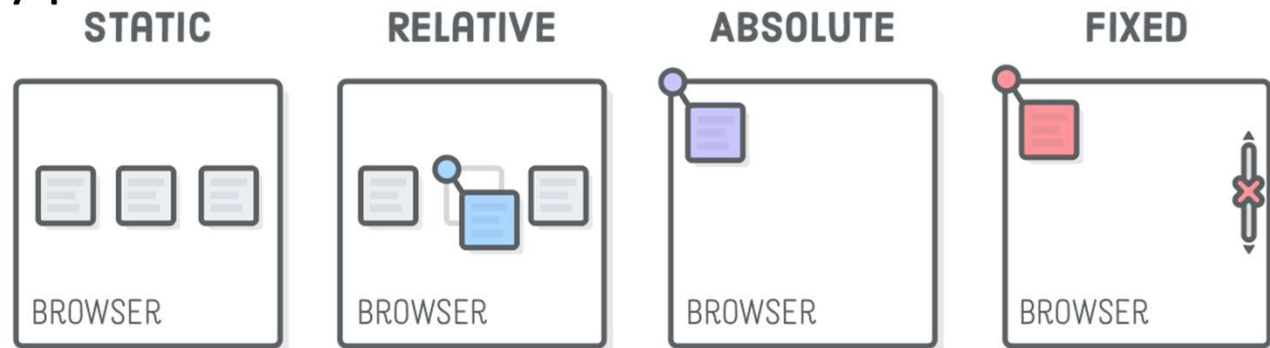 STATIC
RELATIVE
ABSOLUTE
FIXED
BROWSER
BROWSER
BROWSER
BROWSER